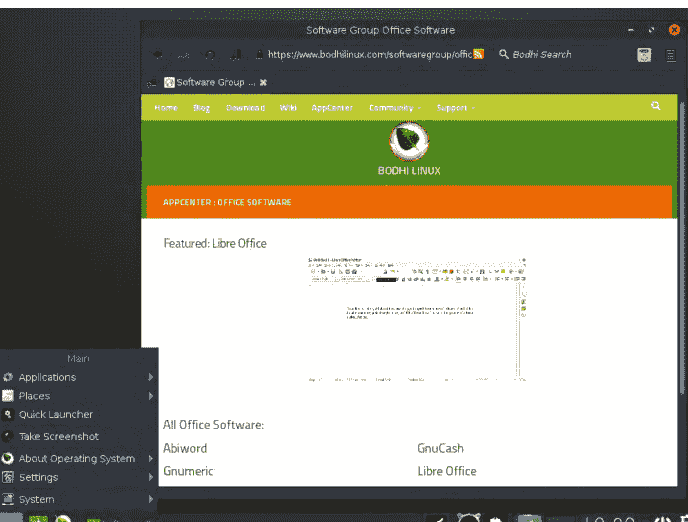 Software Group Office Software
https://www.bodhilinux.com/softwaregroup/offic
Bodhi Search
Software Group ...
Home Blog Download Wiki AppCenter Community Support
BODHI LINUX
APPCENTER : OFFICE SOFTWARE
Featured: Libre Office
All Office Software:
Abiword GnuCash
Gnumeric Libre Office
Main
Applications
Places
Quick Launcher
Take Screenshot
About Operating System
Settings
System